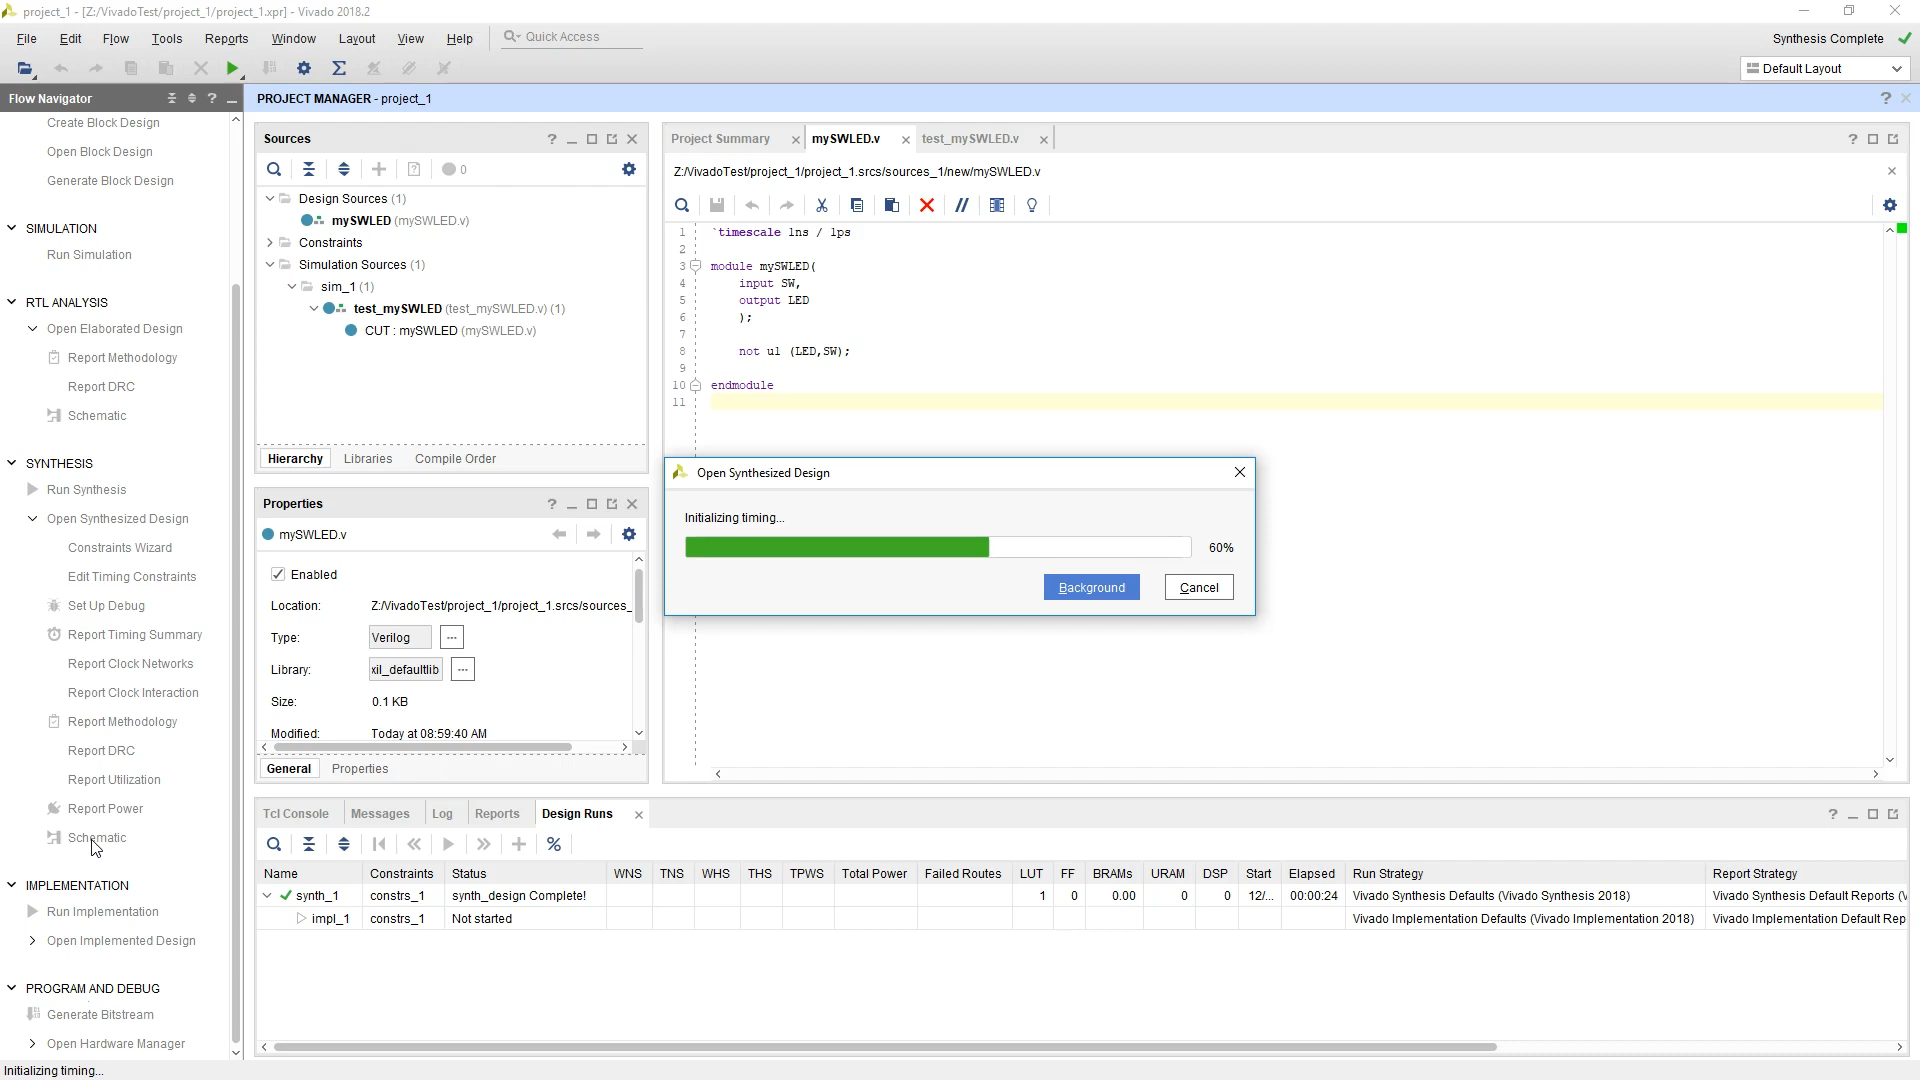 project_1 - [Z:/VivadoTest/project_1/project_1.xpr] - Vivado 2018.2
File Edit Flow Tools Reports Window Layout View Help Quick Access
Synthesis Complete
Default Layout
Flow Navigator
Create Block Design
Open Block Design
Generate Block Design
SIMULATION
Run Simulation
RTL ANALYSIS
Open Elaborated Design
Report Methodology
Report DRC
Schematic
SYNTHESIS
Run Synthesis
Open Synthesized Design
Constraints Wizard
Edit Timing Constraints
Set Up Debug
Report Timing Summary
Report Clock Networks
Report Clock Interaction
Report Methodology
Report DRC
Report Utilization
Report Power
Schematic
IMPLEMENTATION
Run Implementation
Open Implemented Design
PROGRAM AND DEBUG
Generate Bitstream
Open Hardware Manager
Initializing timing...
PROJECT MANAGER - project_1
Sources
0
Design Sources (1)
mySWLED (mySWLED.v)
Constraints
Simulation Sources (1)
sim_1 (1)
test_mySWLED (test_mySWLED.v) (1)
CUT : mySWLED (mySWLED.v)
Hierarchy Libraries Compile Order
Properties
mySWLED.v
Enabled
Location: Z:/VivadoTest/project_1/project_1.srcs/sources_
Type: Verilog
Library: xil_defaultlib
Size: 0.1 KB
Modified: Today at 08:59:40 AM
General Properties
Project Summary mySWLED.v test_mySWLED.v
Z:/VivadoTest/project_1/project_1.srcs/sources_1/new/mySWLED.v
1 `timescale 1ns / 1ps
2
3 module mySWLED(
4 input SW,
5 output LED
6 );
7
8 not u1 (LED,SW);
9
10 endmodule
11
Open Synthesized Design
Initializing timing...
60%
Background Cancel
Tcl Console Messages Log Reports Design Runs
Name Constraints Status WNS TNS WHS THS TPWS Total Power Failed Routes LUT FF BRAMs URAM DSP Start Elapsed Run Strategy Report Strategy
synth_1 constrs_1 synth_design Complete! 1 0 0.00 0 0 12/... 00:00:24 Vivado Synthesis Defaults (Vivado Synthesis 2018) Vivado Synthesis Default Reports (V
impl_1 constrs_1 Not started Vivado Implementation Defaults (Vivado Implementation 2018) Vivado Implementation Default Rep